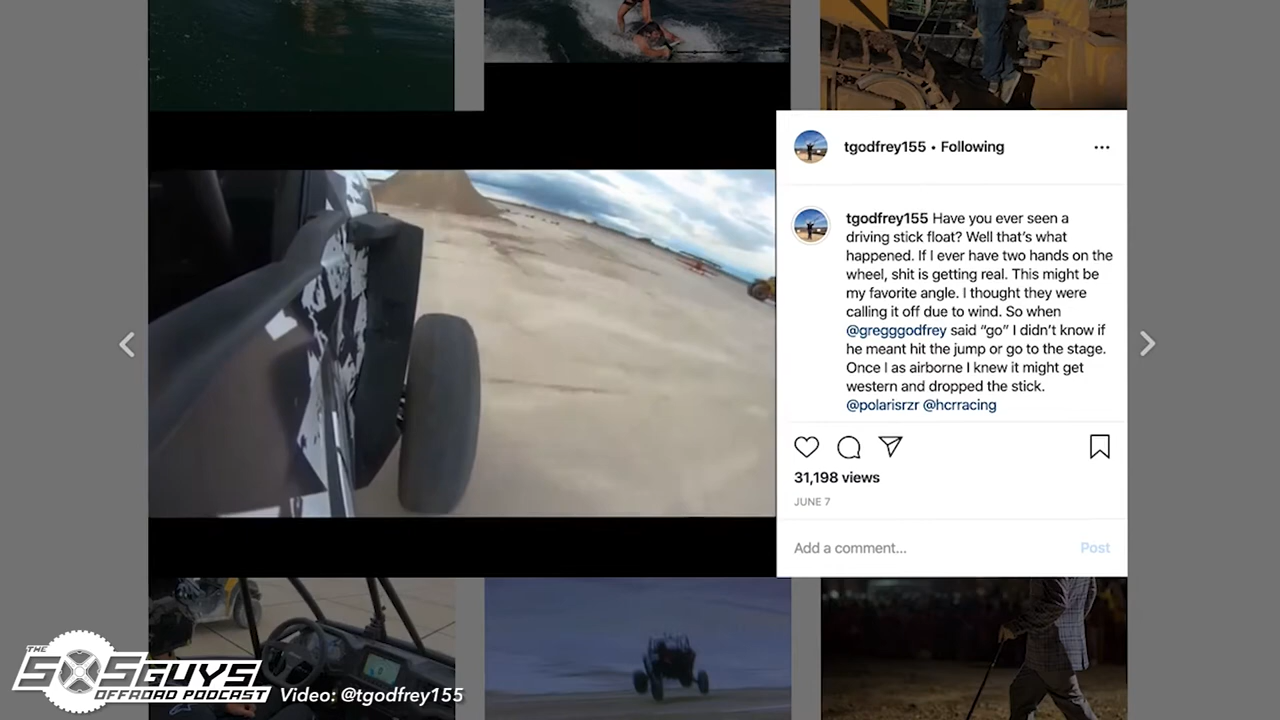 tgodfrey155 • Following
tgodfrey155 Have you ever seen a
driving stick float? Well that's what
happened. If I ever have two hands on the
wheel, shit is getting real. This might be
my favorite angle. I thought they were
calling it off due to wind. So when
@gregggodfrey said “go” I didn't know if
he meant hit the jump or go to the stage.
Once I as airborne I knew it might get
western and dropped the stick.
@polarisrzr @hcrracing
31,198 views
JUNE 7
Add a comment... Post
THE
SXS GUYS
OFFROAD PODCAST
Video: @tgodfrey155